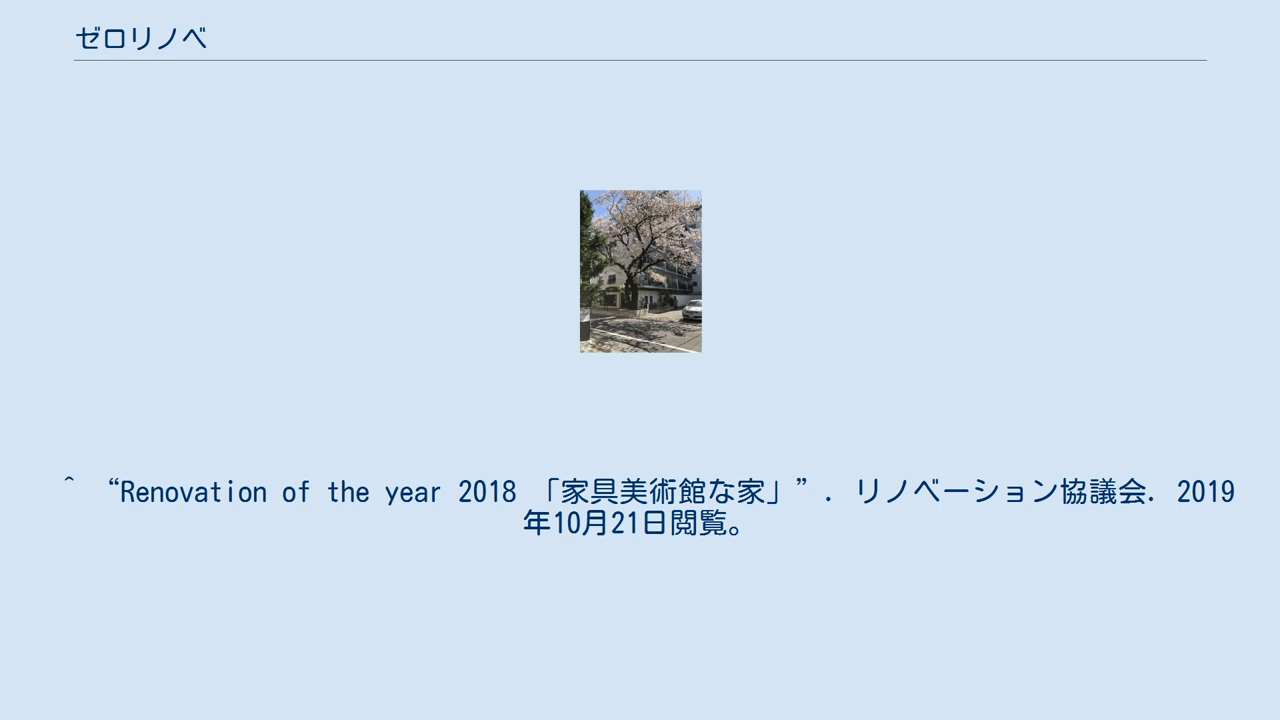 ゼロリノベ
^ “Renovation of the year 2018 「家具美術館な家」”. リノベーション協議会. 2019
年10月21日閲覧。